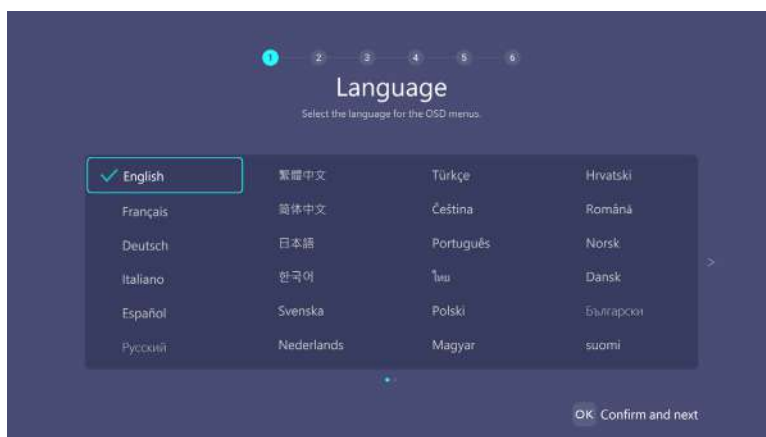 1 2 3 4 5 6
Language
Select the language for the OSD menus.
English 繁體中文 Türkçe Hrvatski
Français 简体中文 Čeština Română
Deutsch 日本語 Português Norsk
Italiano 한국어 ไทย Dansk
Español Svenska Polski Български
Русский Nederlands Magyar suomi
>
OK Confirm and next